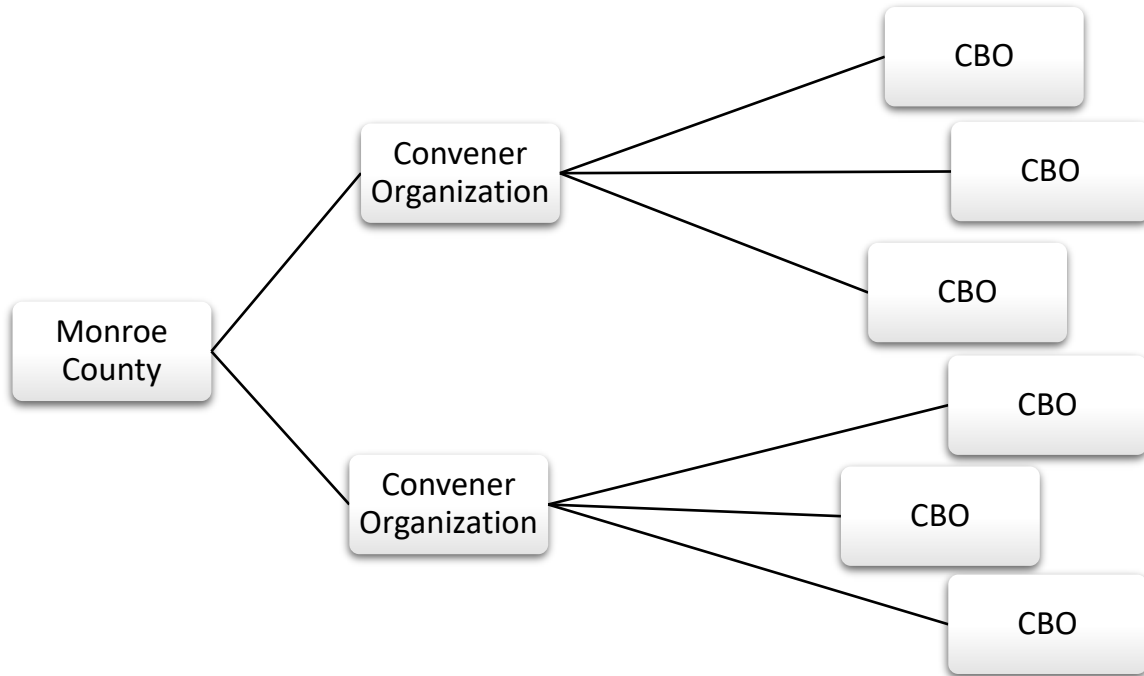 Monroe
County
Convener
Organization
CBO
CBO
CBO
Convener
Organization
CBO
CBO
CBO